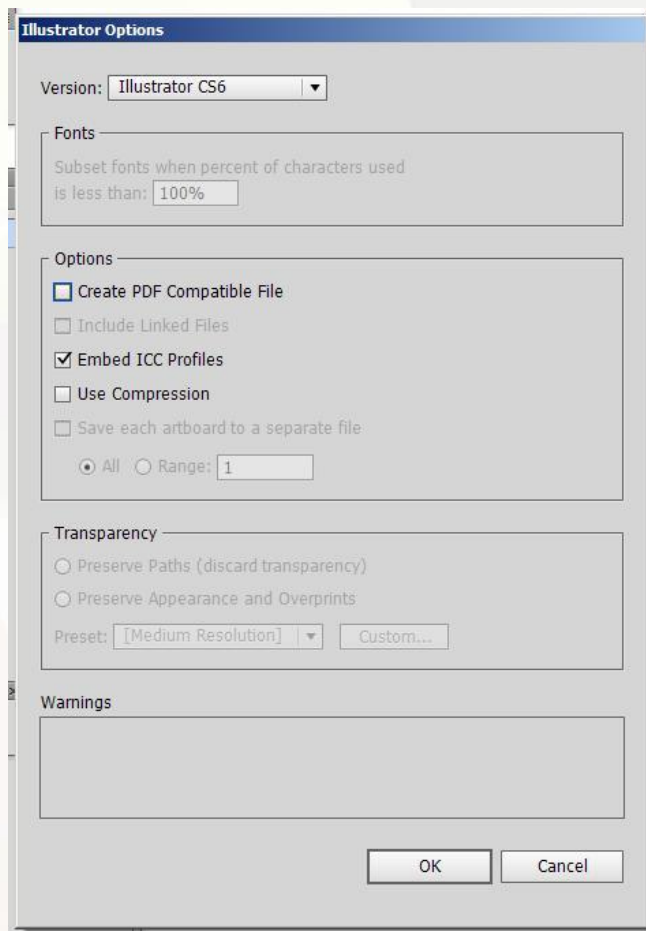 Illustrator Options
Version: Illustrator CS6
Fonts
Subset fonts when percent of characters used
is less than: 100%
Options
Create PDF Compatible File
Include Linked Files
Embed ICC Profiles
Use Compression
Save each artboard to a separate file
All Range: 1
Transparency
Preserve Paths (discard transparency)
Preserve Appearance and Overprints
Preset: [Medium Resolution] Custom...
Warnings
OK Cancel